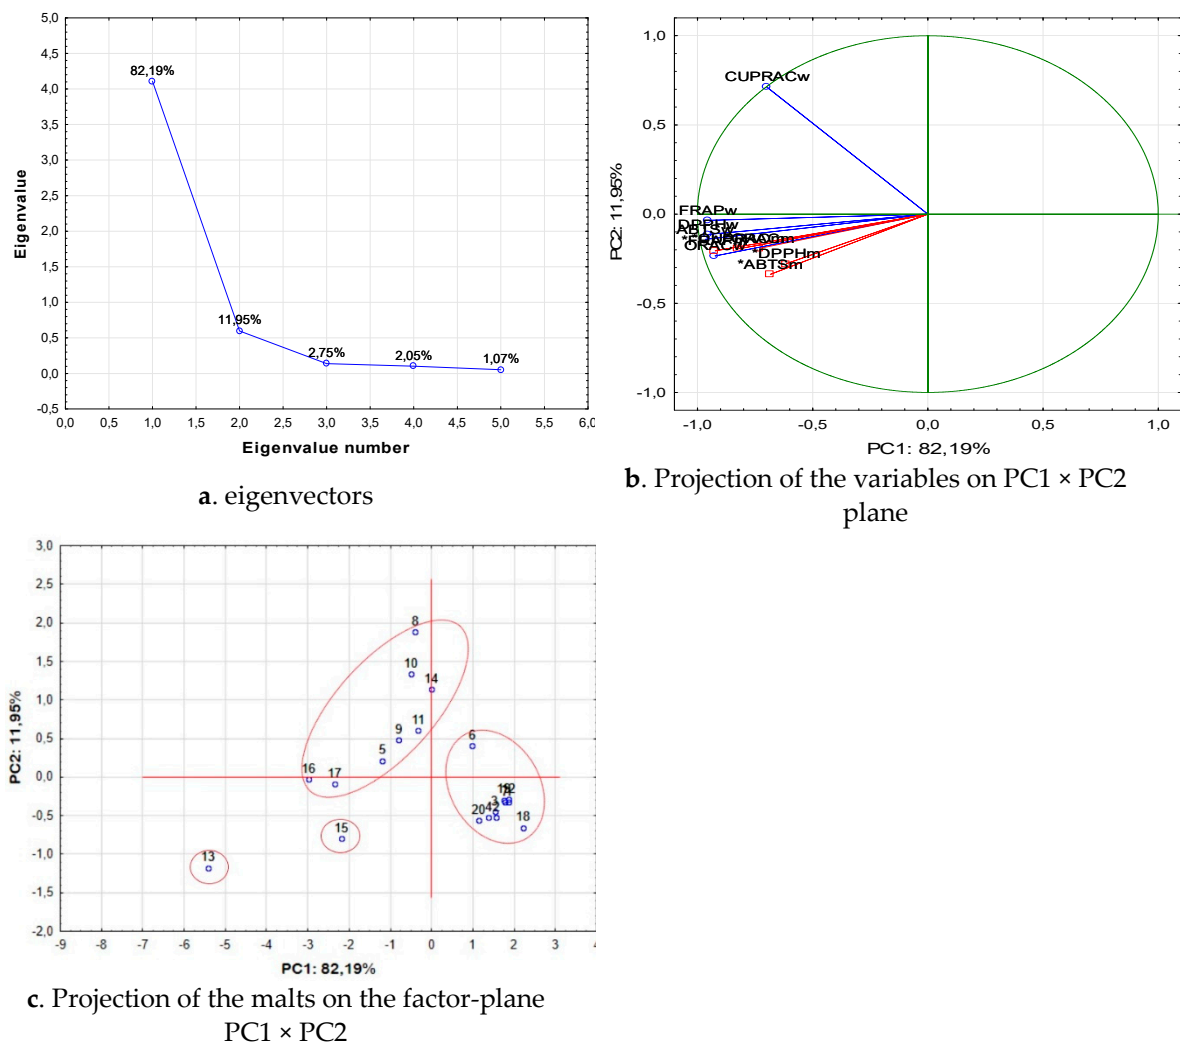 5,0
4,5
4,0
3,5
3,0
2,5
2,0
1,5
1,0
0,5
0,0
-0,5
Eigenvalue
82,19%
11,95%
2,75%
2,05%
1,07%
0,0 0,5 1,0 1,5 2,0 2,5 3,0 3,5 4,0 4,5 5,0 5,5 6,0
Eigenvalue number
a. eigenvectors
1,0
0,5
0,0
-0,5
-1,0
PC2: 11,95%
CUPRACw
FRAPw
DPPHw
ABTSw
ORACw
*DPPHm
*ABTSm
-1,0 -0,5 0,0 0,5 1,0
PC1: 82,19%
b. Projection of the variables on PC1 × PC2
plane
3,0
2,5
2,0
1,5
1,0
0,5
0,0
-0,5
-1,0
-1,5
-2,0
PC2: 11,95%
8
10
14
11
9
5
6
16 17
3
20 18
15
13
-9 -8 -7 -6 -5 -4 -3 -2 -1 0 1 2 3
PC1: 82,19%
c. Projection of the malts on the factor-plane
PC1 × PC2